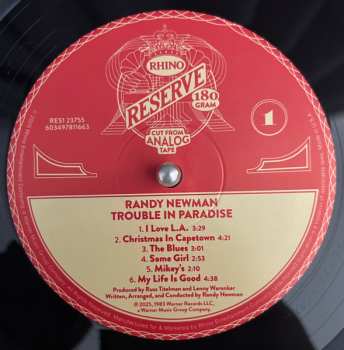 RHINO
RESERVE
180
GRAM
CUT FROM
ANALOG
TAPE
RES1 23755
603497811663
1
RANDY NEWMAN
TROUBLE IN PARADISE
1. I Love L.A. 3:29
2. Christmas In Capetown 4:21
3. The Blues 3:01
4. Same Girl 2:53
5. Mikey's 2:10
6. My Life Is Good 4:38
Produced by Russ Titelman and Lenny Waronker
Written, Arranged, and Conducted by Randy Newman
℗ 2025, 1983 Warner Records LLC.,
a Warner Music Group Company.